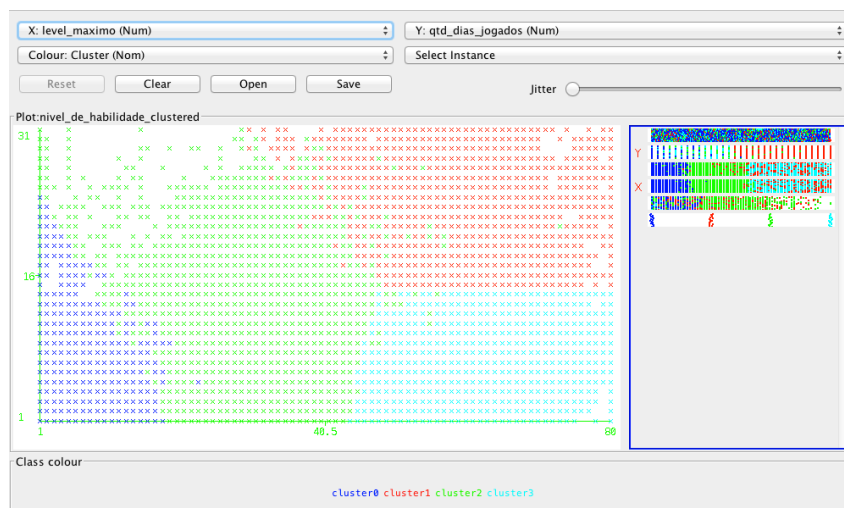 X: level_maximo (Num) Y: qtd_dias_jogados (Num)
Colour: Cluster (Nom) Select Instance
Reset Clear Open Save Jitter
Plot:nivel_de_habilidade_clustered
31
16
1
1 40.5 80
Y
X
Class colour
cluster0 cluster1 cluster2 cluster3